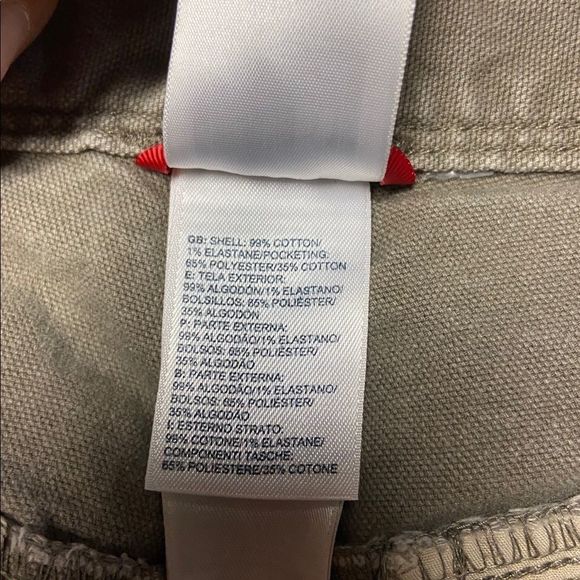 GB: SHELL: 99% COTTON/
1% ELASTANE/POCKETING:
65% POLYESTER/35% COTTON
E: TELA EXTERIOR:
99% ALGODÓN/1% ELASTANO/
BOLSILLOS: 65% POLIÉSTER/
35% ALGODÓN
P: PARTE EXTERNA:
99% ALGODÃO/1% ELASTANO/
BOLSOS: 65% POLIÉSTER/
35% ALGODÃO
B: PARTE EXTERNA:
99% ALGODÃO/1% ELASTANO/
BOLSOS: 65% POLIÉSTER/
35% ALGODÃO
I: ESTERNO STRATO:
99% COTONE/1% ELASTANE/
COMPONENTI TASCHE:
65% POLIESTERE/35% COTONE